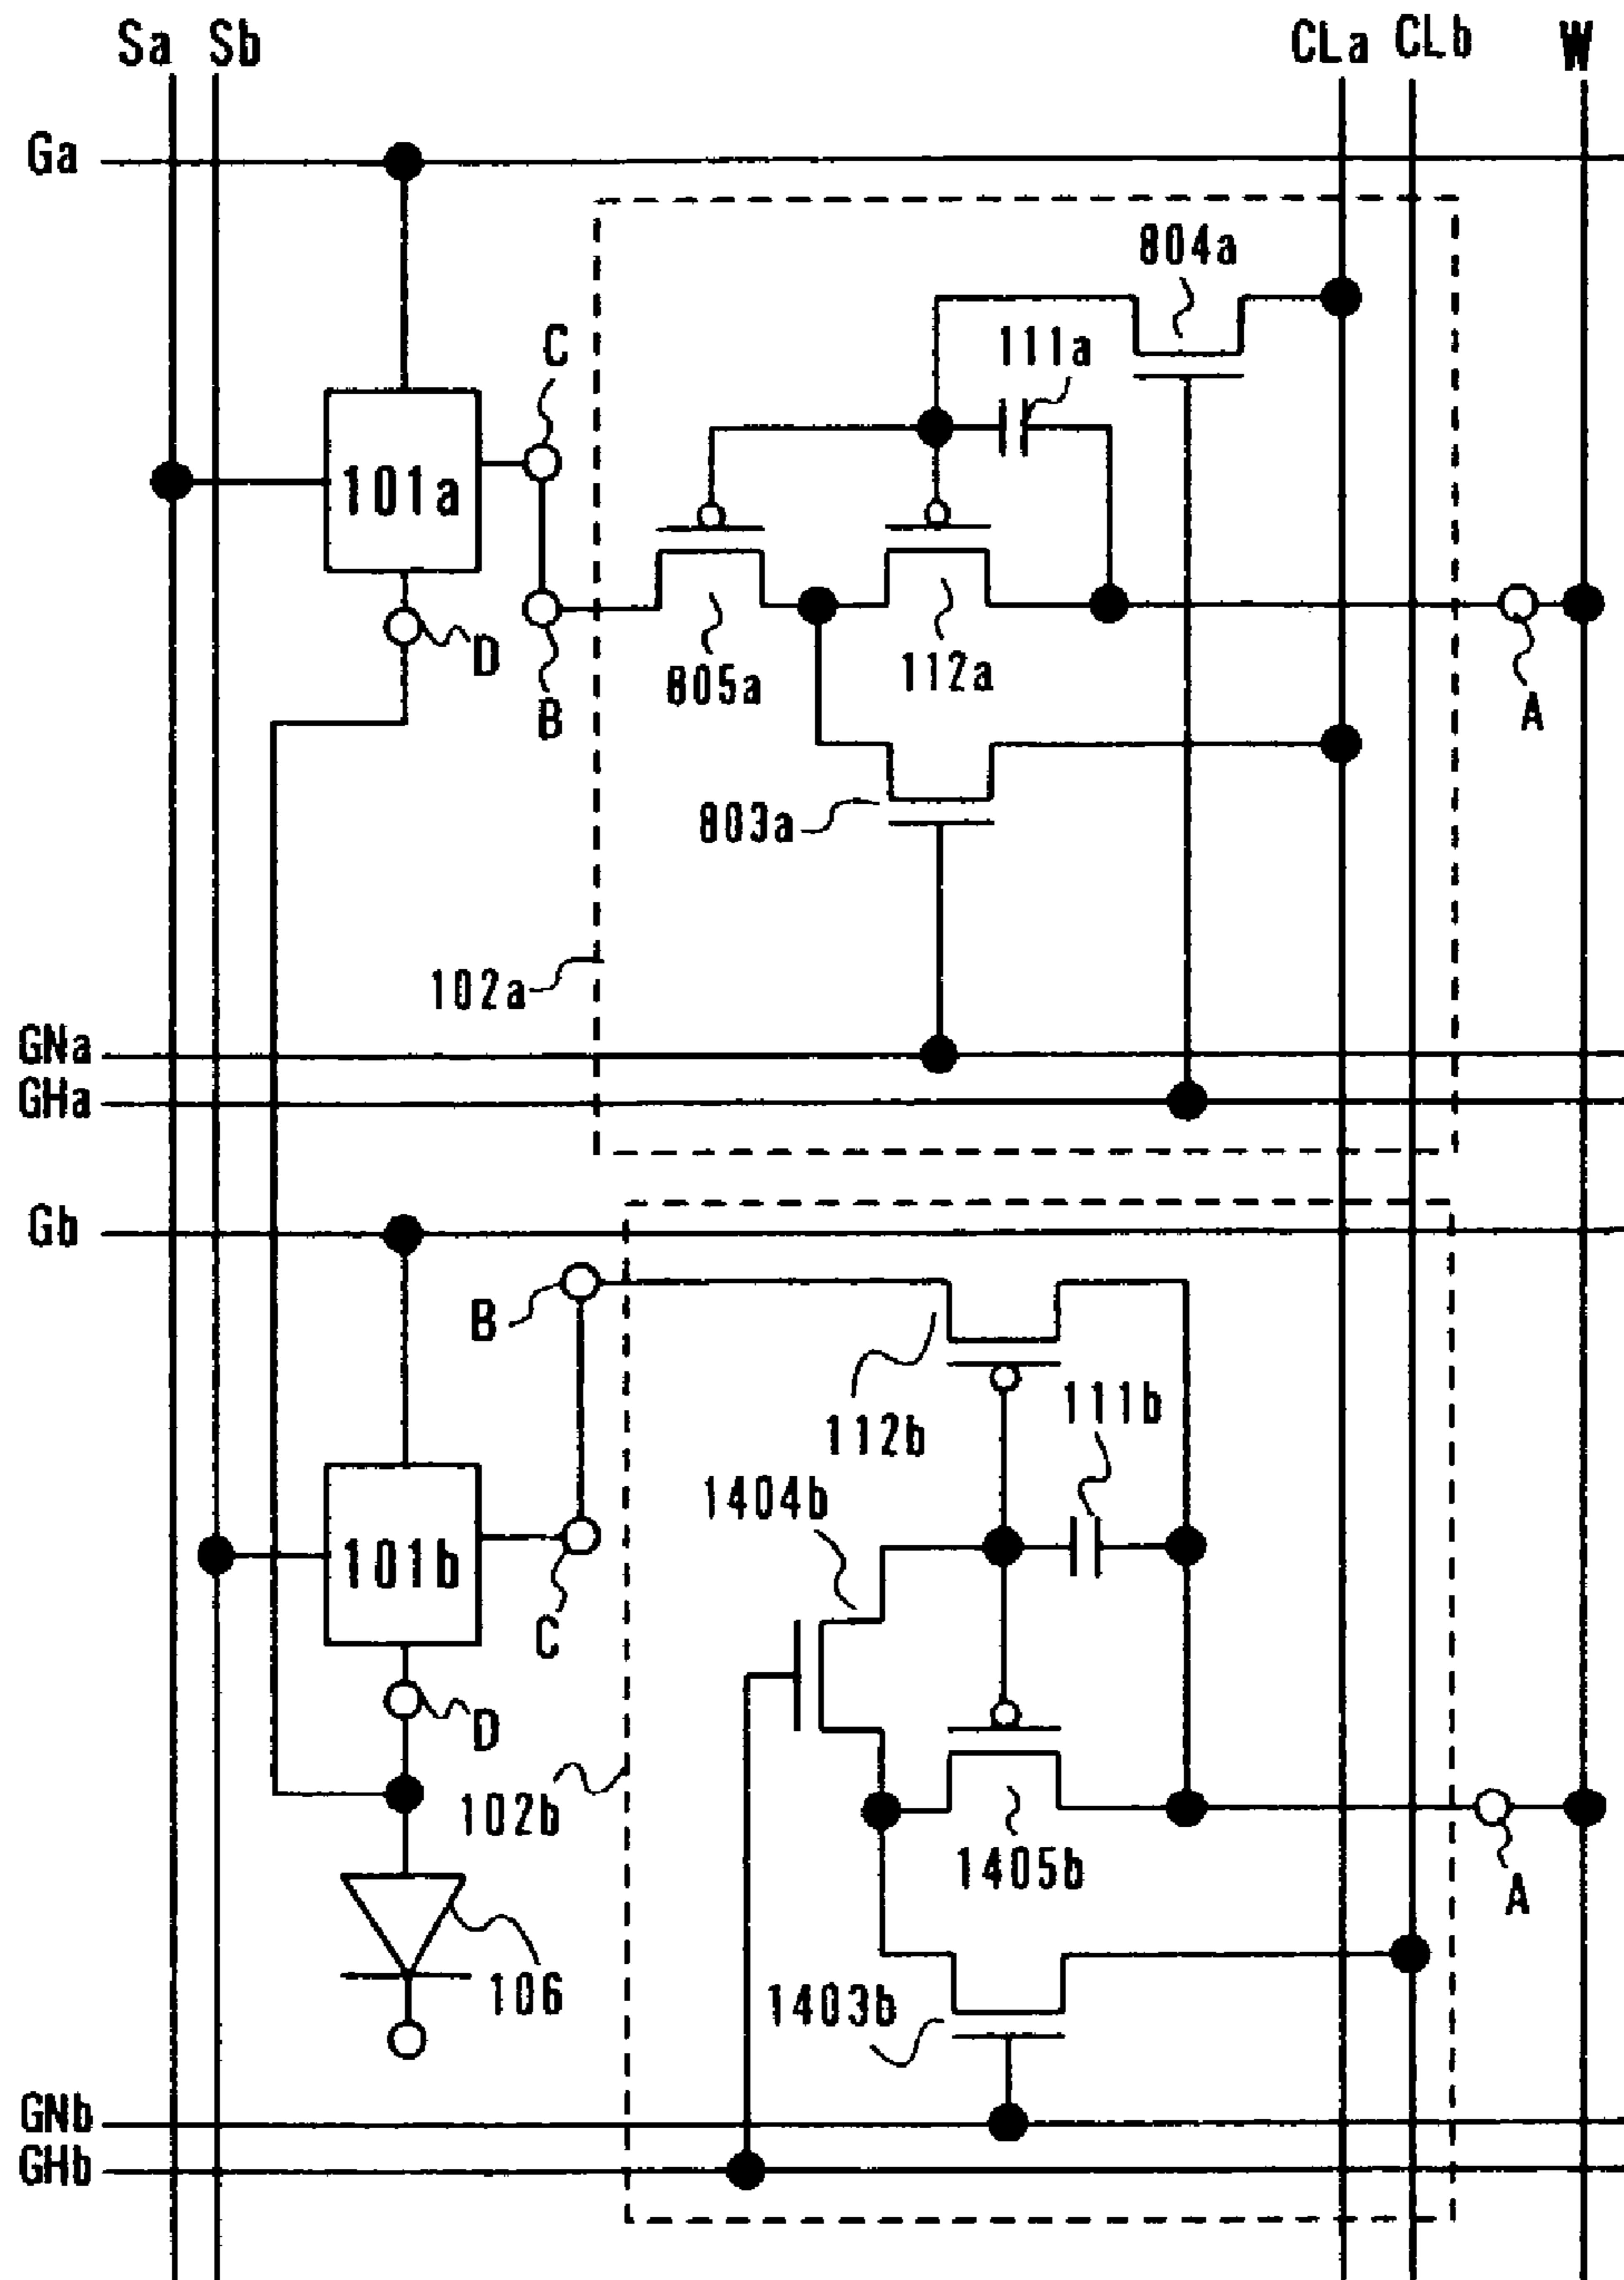 Sa Sb CLa CLb W
Ga
804a
C 111a
101a
D 805a 112a
B A
803a
102a
GNa
GHa
Gb
B
112b 111b
1404b
101b
C
D
102b
1405b A
106 1403b
GNb
GHb